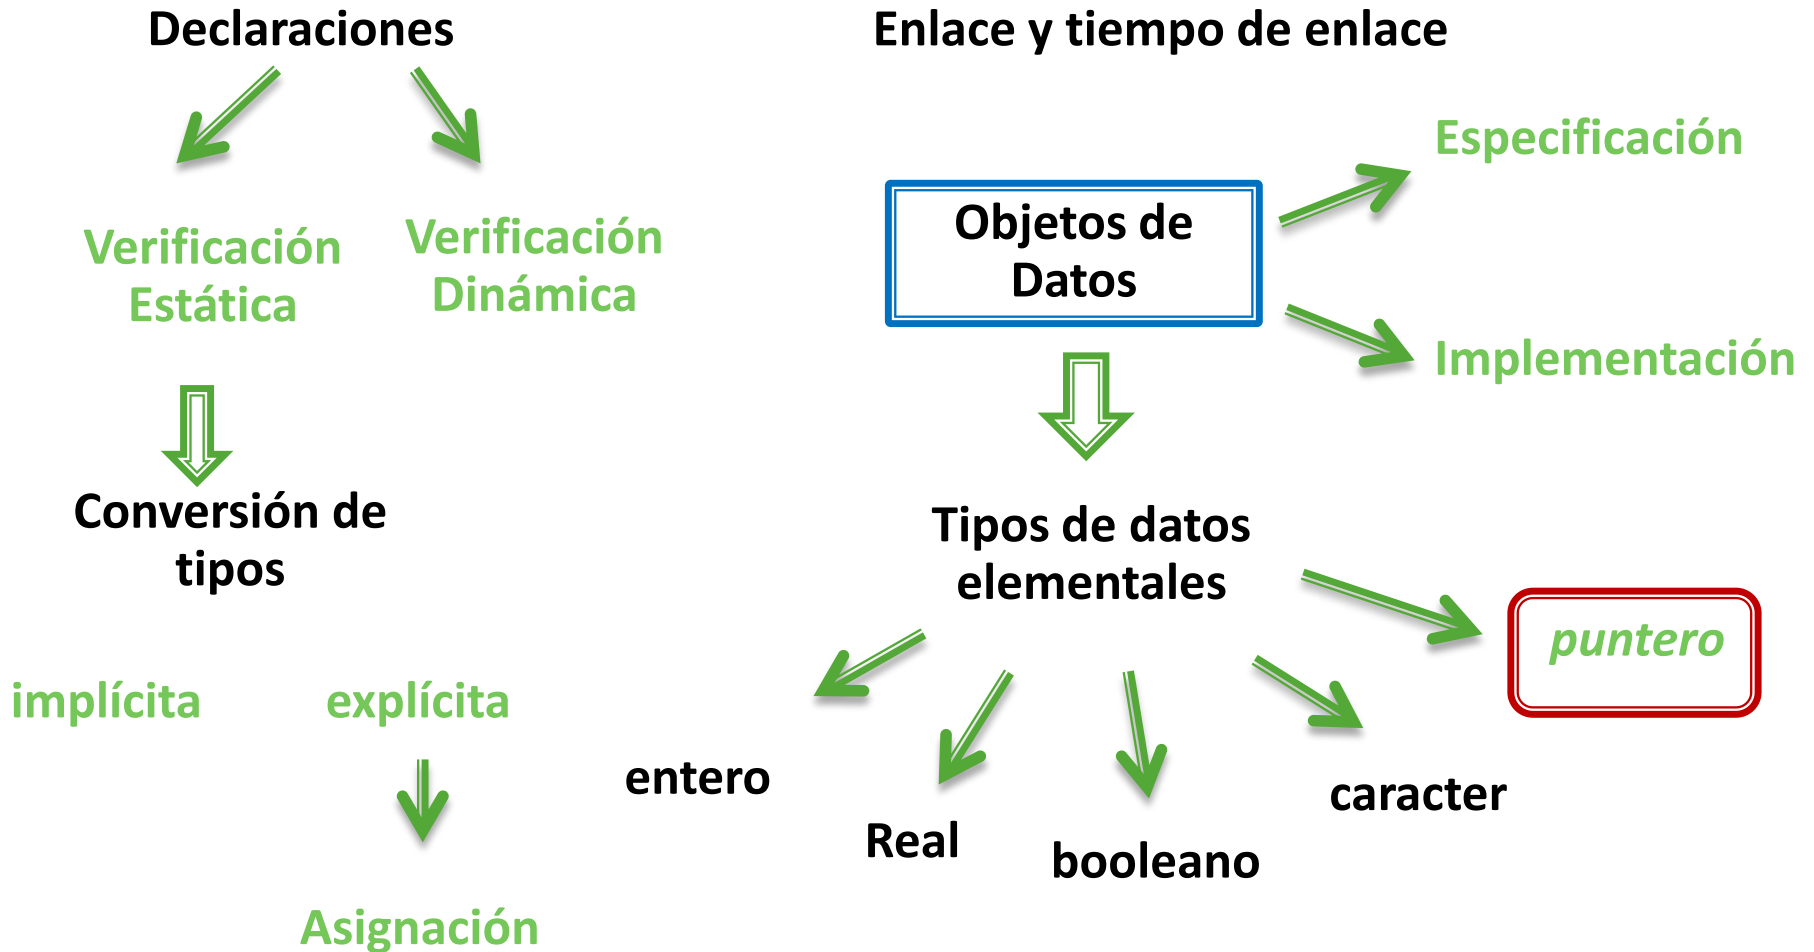 Declaraciones
Enlace y tiempo de enlace
Especificación
Objetos de
Datos
Verificación
Estática
Verificación
Dinámica
Implementación
Conversión de
tipos
Tipos de datos
elementales
puntero
implícita
explícita
entero
Real
booleano
caracter
Asignación